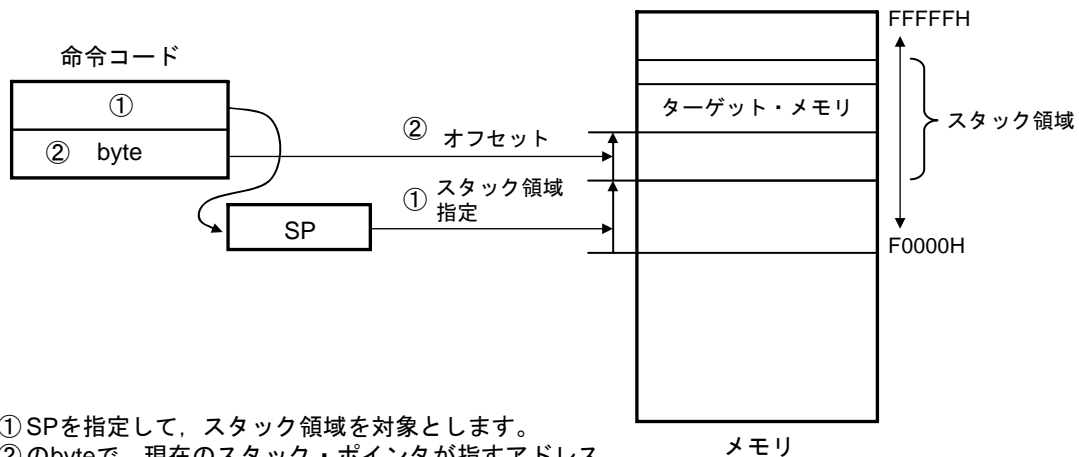 FFFFFH
命令コード
①
② byte
ターゲット・メモリ
スタック領域
② オフセット
① スタック領域
指定
SP
F0000H
① SPを指定して，スタック領域を対象とします。
② のbyteで，現在のスタック・ポインタが指すアドレス
メモリ